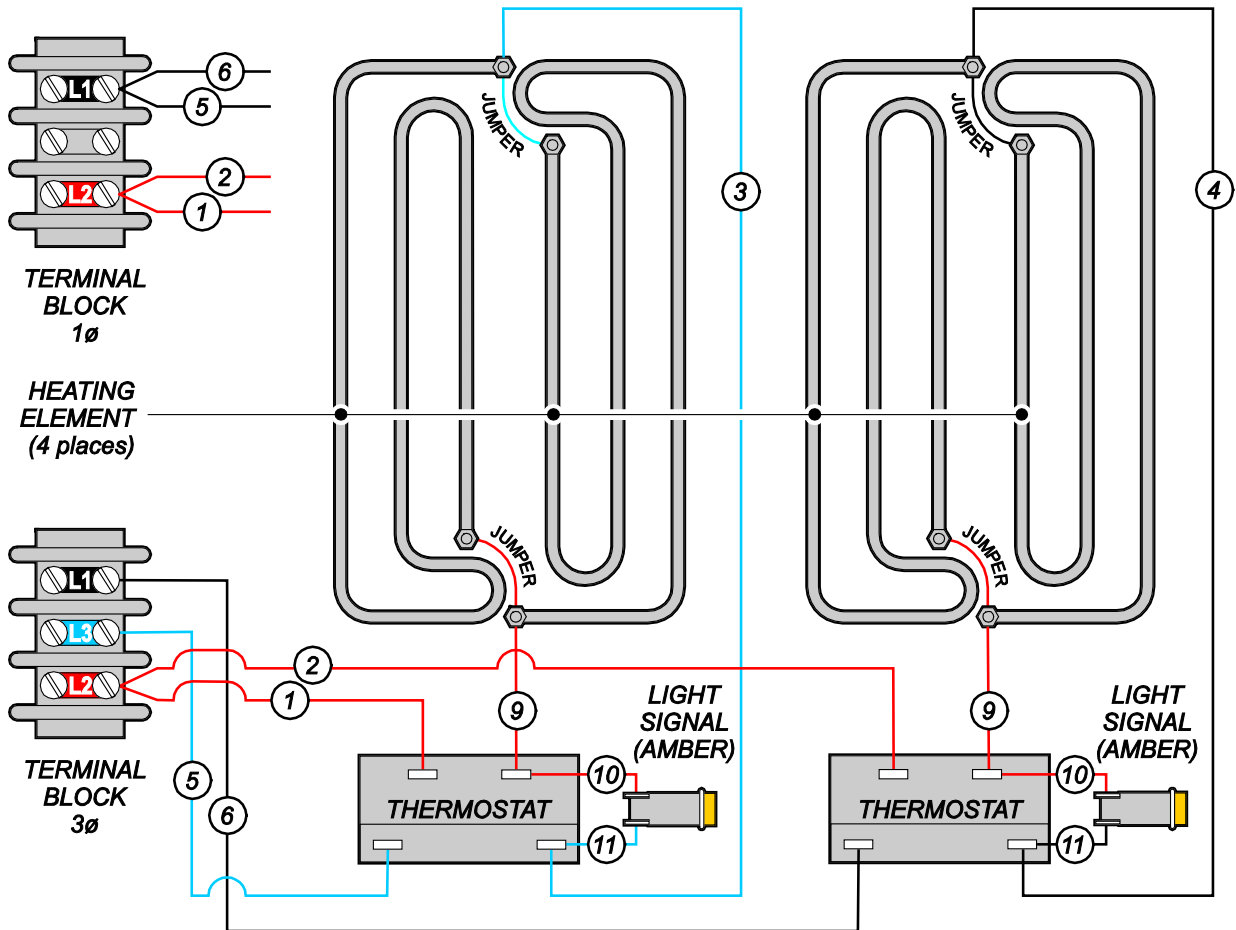 L1
6
5
2
L2
1
TERMINAL
BLOCK
1ø
JUMPER
JUMPER
3
4
HEATING
ELEMENT
(4 places)
JUMPER
JUMPER
L1
L3
L2
2
1
9
9
LIGHT
SIGNAL
(AMBER)
LIGHT
SIGNAL
(AMBER)
TERMINAL
BLOCK
3ø
5
6
THERMOSTAT
10
11
THERMOSTAT
10
11